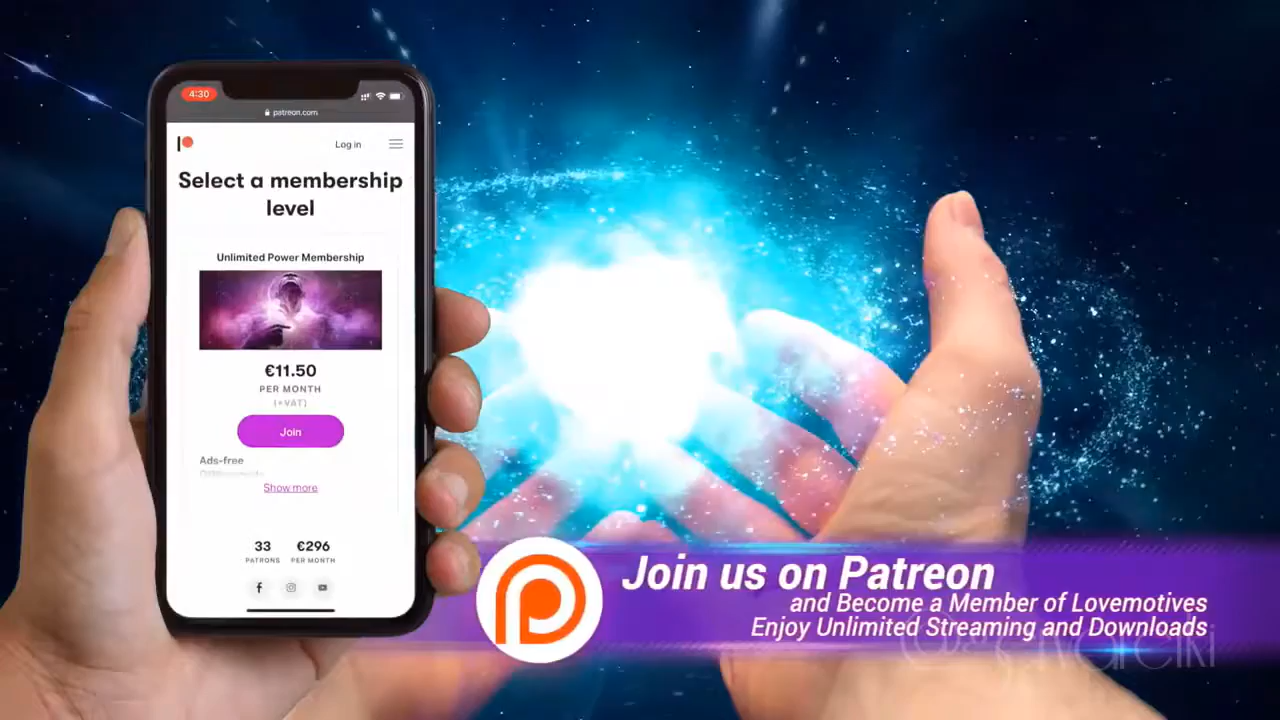 4:30
patreon.com
Log in
Select a membership
level
Unlimited Power Membership
€11.50
PER MONTH
(+VAT)
Join
Ads-free
Show more
33
PATRONS
€296
PER MONTH
Join us on Patreon
and Become a Member of Lovemotives
Enjoy Unlimited Streaming and Downloads